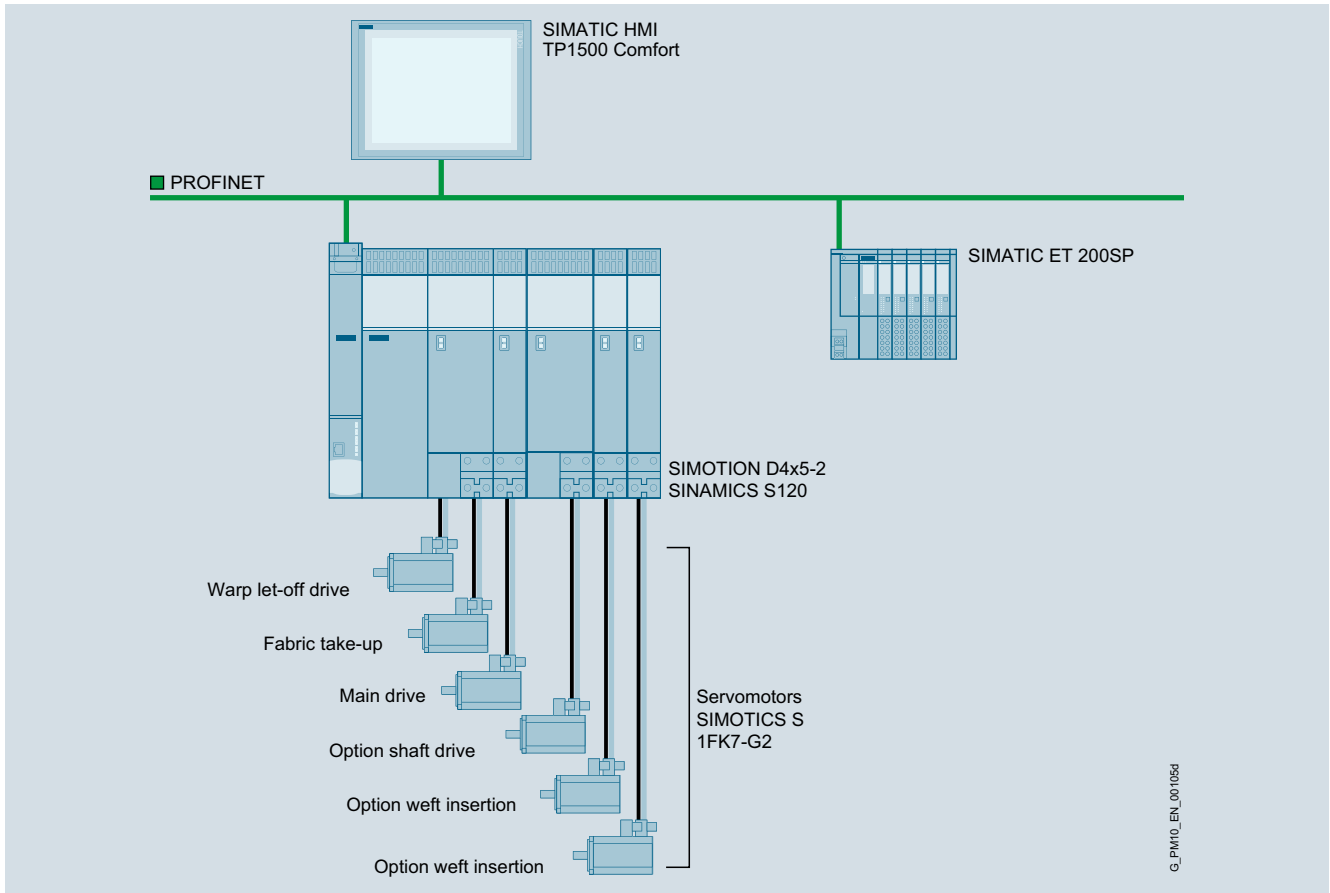 SIMATIC HMI
TP1500 Comfort
PROFINET
SIMATIC ET 200SP
SIMOTION D4x5-2
SINAMICS S120
Warp let-off drive
Fabric take-up
Main drive
Option shaft drive
Option weft insertion
Option weft insertion
Servomotors
SIMOTICS S
1FK7-G2
G_PM10_EN_00105d